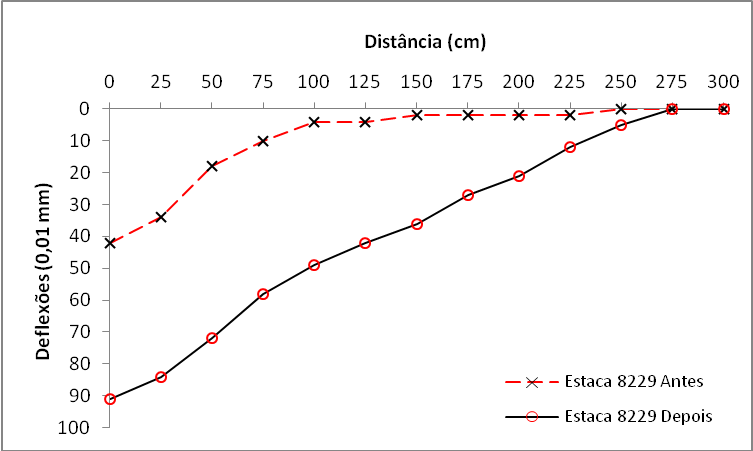 Distância (cm)
0 25 50 75 100 125 150 175 200 225 250 275 300
0
10
20
30
40
50
60
70
80
90
100
Deflexões (0,01 mm)
Estaca 8229 Antes
Estaca 8229 Depois